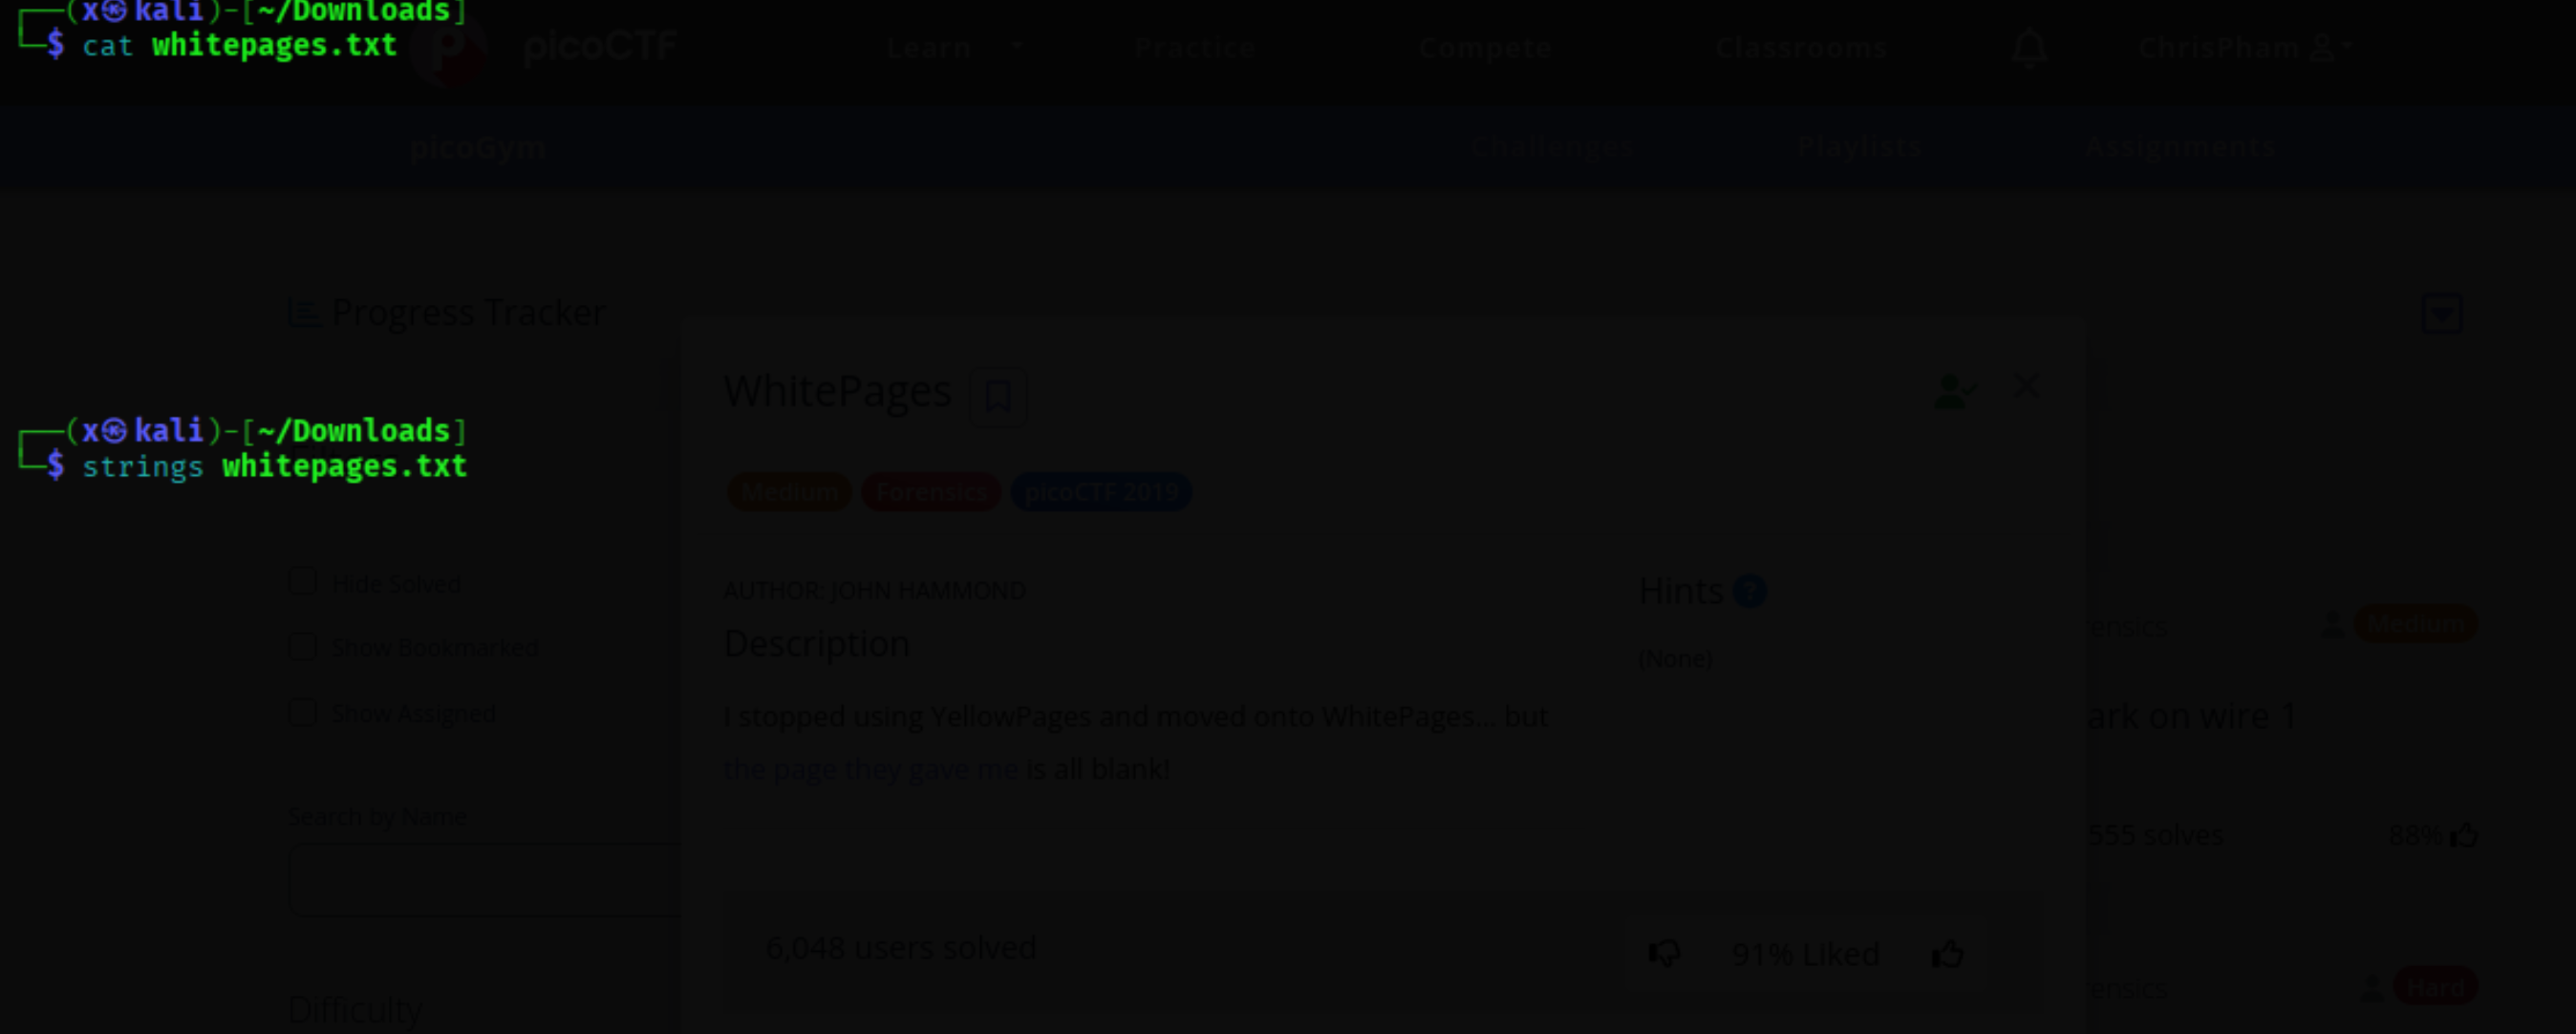 ┌──(x㉿kali)-[~/Downloads]
└─$ cat whitepages.txt
picoCTF Learn Practice Compete Classrooms ChrisPham
picoGym Challenges Playlists Assignments
Progress Tracker
WhitePages
┌──(x㉿kali)-[~/Downloads]
└─$ strings whitepages.txt
Medium Forensics picoCTF 2019
Hide Solved
Show Bookmarked
Show Assigned
Search by Name
Difficulty
AUTHOR: JOHN HAMMOND
Description
I stopped using YellowPages and moved onto WhitePages... but
the page they gave me is all blank!
Hints ?
(None)
6,048 users solved
91% Liked
ensics Medium
ark on wire 1
555 solves 88%
ensics Hard